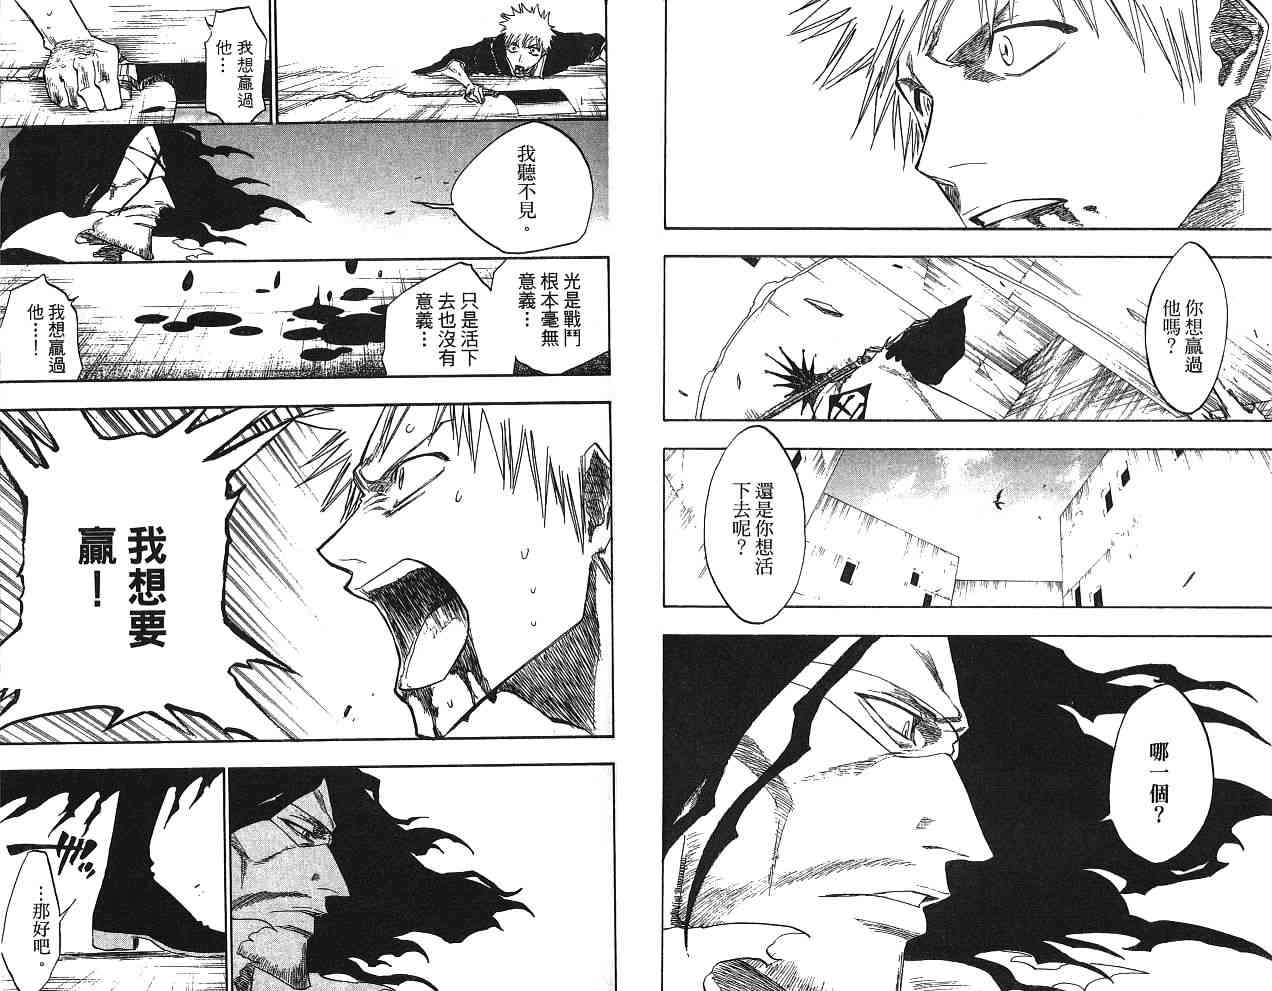 你想贏過
他嗎？
還是你想活
下去呢？
哪一個？
我想贏過
他…
我聽不見。
光是戰鬥
根本毫無
意義…
只是活下
去也沒有
意義…
我想贏過
他…！
我想要
贏！
…那好吧。